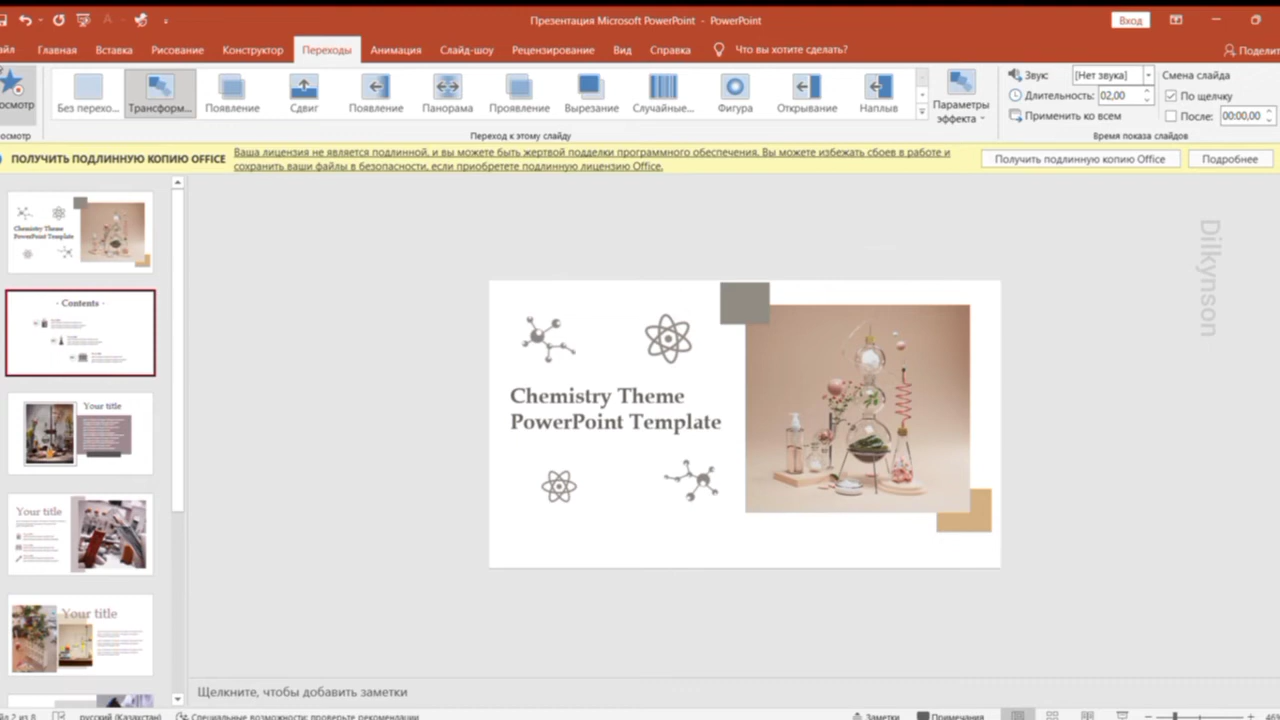 Презентация Microsoft PowerPoint - PowerPoint
Вход
Главная
Вставка
Рисование
Конструктор
Переходы
Анимация
Слайд-шоу
Рецензирование
Вид
Справка
Что вы хотите сделать?
Без перехо...
Трансформ...
Появление
Сдвиг
Появление
Панорама
Проявление
Вырезание
Случайные...
Фигура
Открывание
Наплыв
Параметры
эффекта
Звук: [Нет звука]
Длительность: 02,00
Применить ко всем
Смена слайда
По щелчку
После: 00:00,00
Переход к этому слайду
Время показа слайдов
ПОЛУЧИТЬ ПОДЛИННУЮ КОПИЮ OFFICE
Ваша лицензия не является подлинной, и вы можете быть жертвой подделки программного обеспечения. Вы можете избежать сбоев в работе и
сохранить ваши файлы в безопасности, если приобретете подлинную лицензию Office.
Получить подлинную копию Office
Подробнее
Chemistry Theme
PowerPoint Template
- Contents -
Your title
Your title
Your title
Chemistry Theme
PowerPoint Template
Dilkynson
Щелкните, чтобы добавить заметки
русский (Казахстан)
Специальные возможности: проверьте рекомендации
Заметки
Примечания